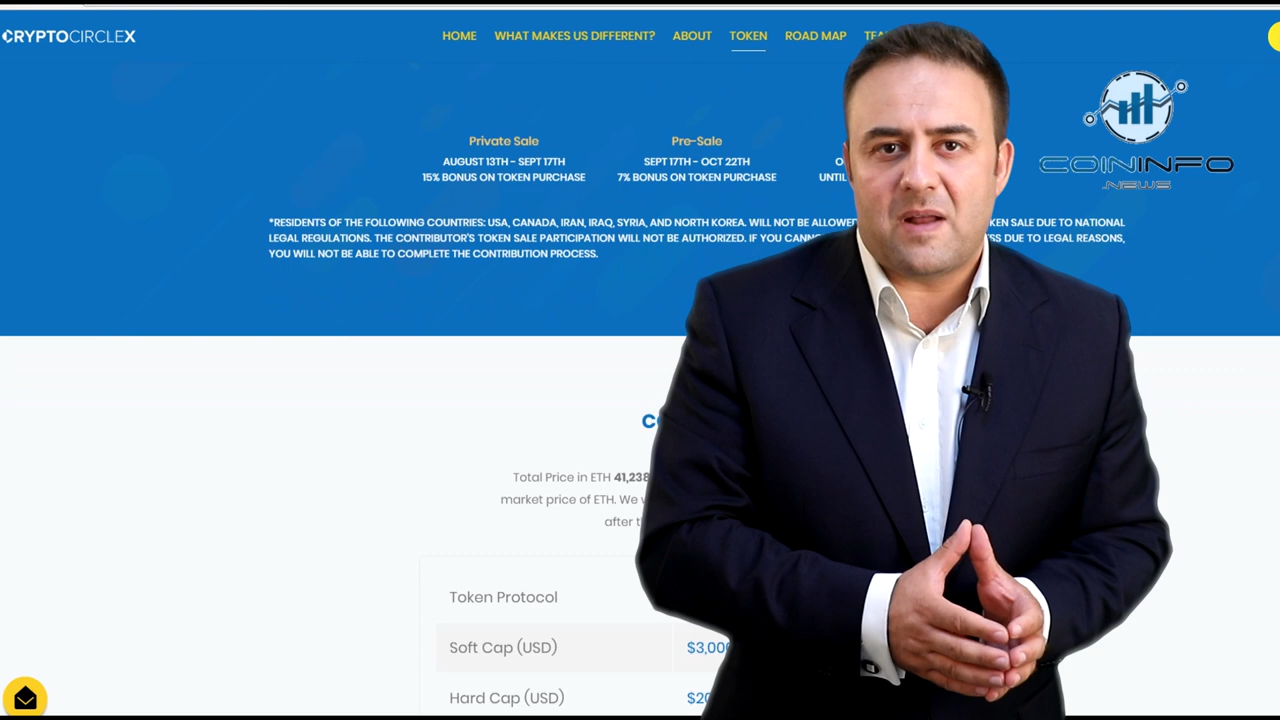 CRYPTOCIRCLEX
HOME WHAT MAKES US DIFFERENT? ABOUT TOKEN ROAD MAP
COININFO
.NEWS
Private Sale Pre-Sale
AUGUST 13TH - SEPT 17TH SEPT 17TH - OCT 22TH
15% BONUS ON TOKEN PURCHASE 7% BONUS ON TOKEN PURCHASE
*RESIDENTS OF THE FOLLOWING COUNTRIES: USA, CANADA, IRAN, IRAQ, SYRIA, AND NORTH KOREA. WILL NOT BE ALLOWED SALE DUE TO NATIONAL
LEGAL REGULATIONS. THE CONTRIBUTOR'S TOKEN SALE PARTICIPATION WILL NOT BE AUTHORIZED. IF YOU DUE TO LEGAL REASONS,
YOU WILL NOT BE ABLE TO COMPLETE THE CONTRIBUTION PROCESS.
Total Price in ETH 41,238
market price of ETH. We
after
Token Protocol
Soft Cap (USD)
Hard Cap (USD)